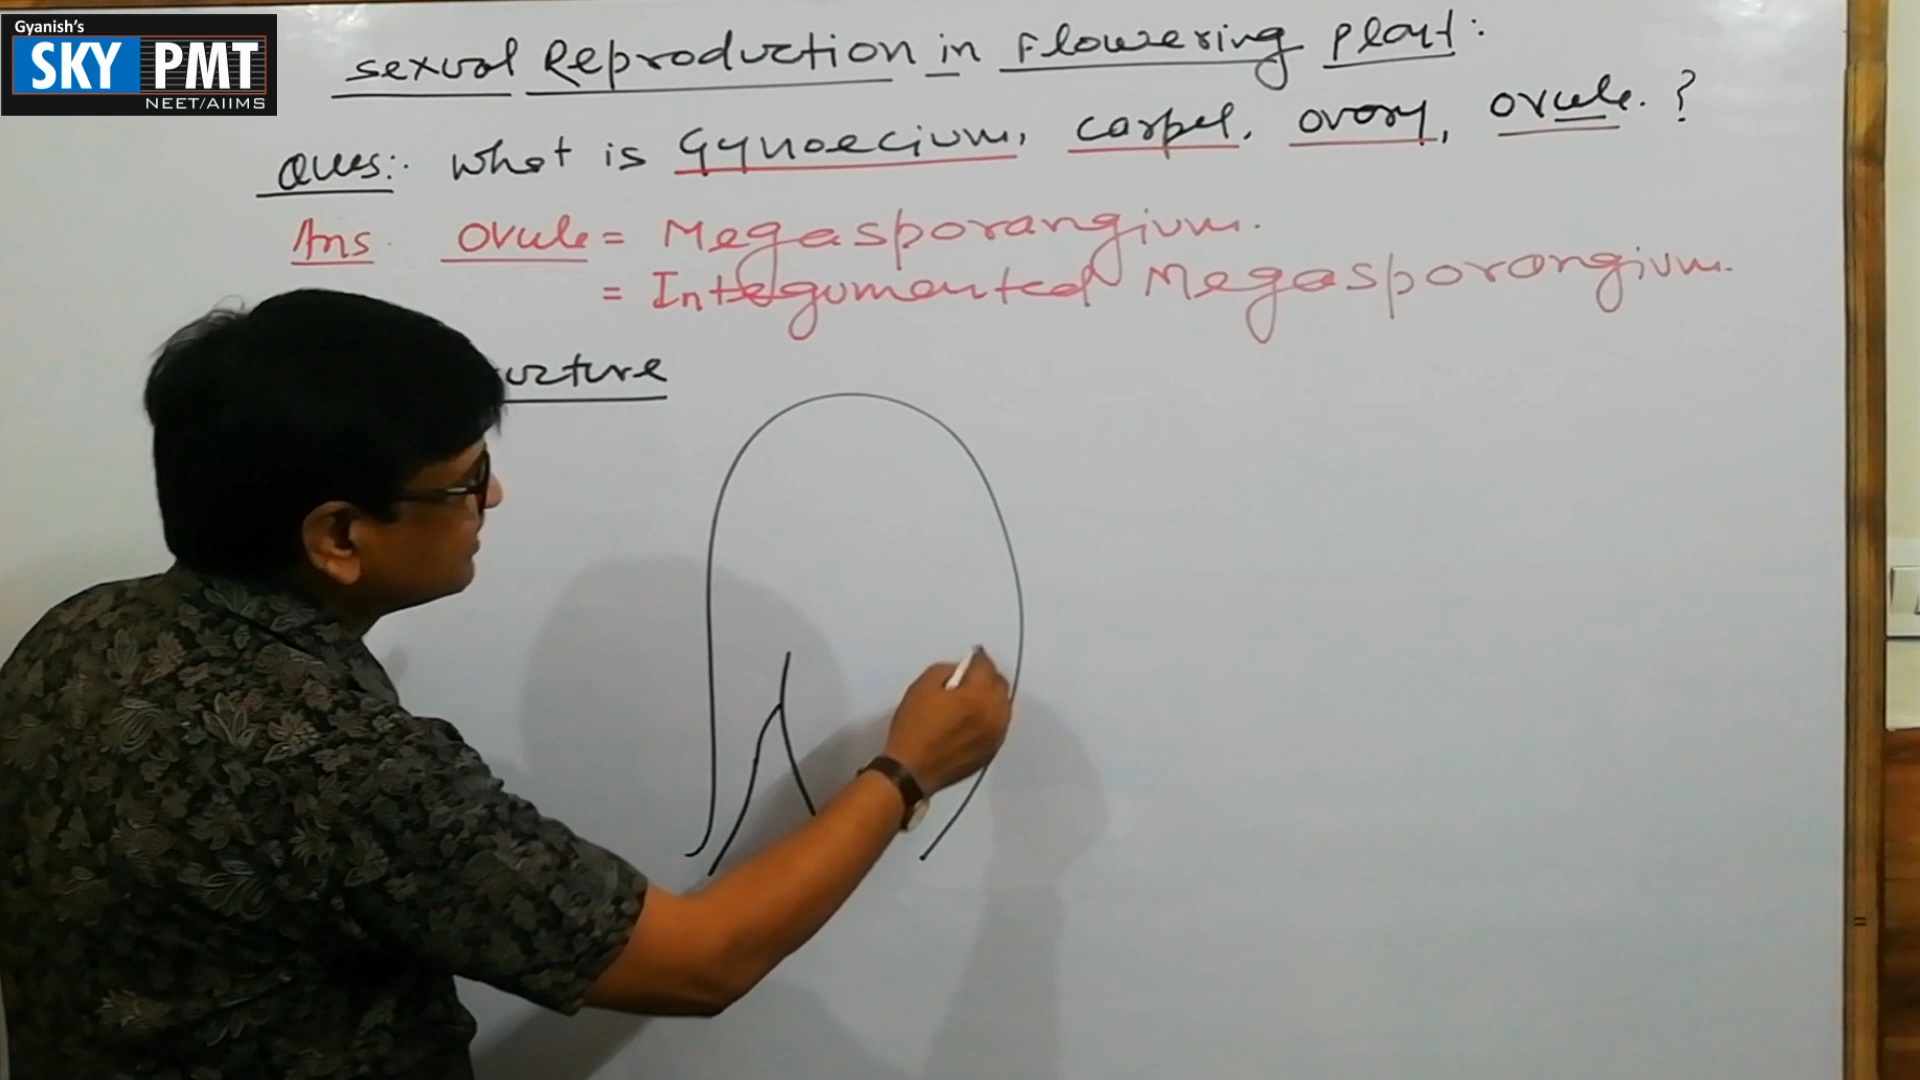 Gyanish's
SKY PMT
NEET/AIIMS
Sexual Reproduction in Flowering Plant:
Ques:. What is Gynoecium, carpel, ovary, ovule.?
Ans. Ovule = Megasporangium.
= Integumented Megasporangium.